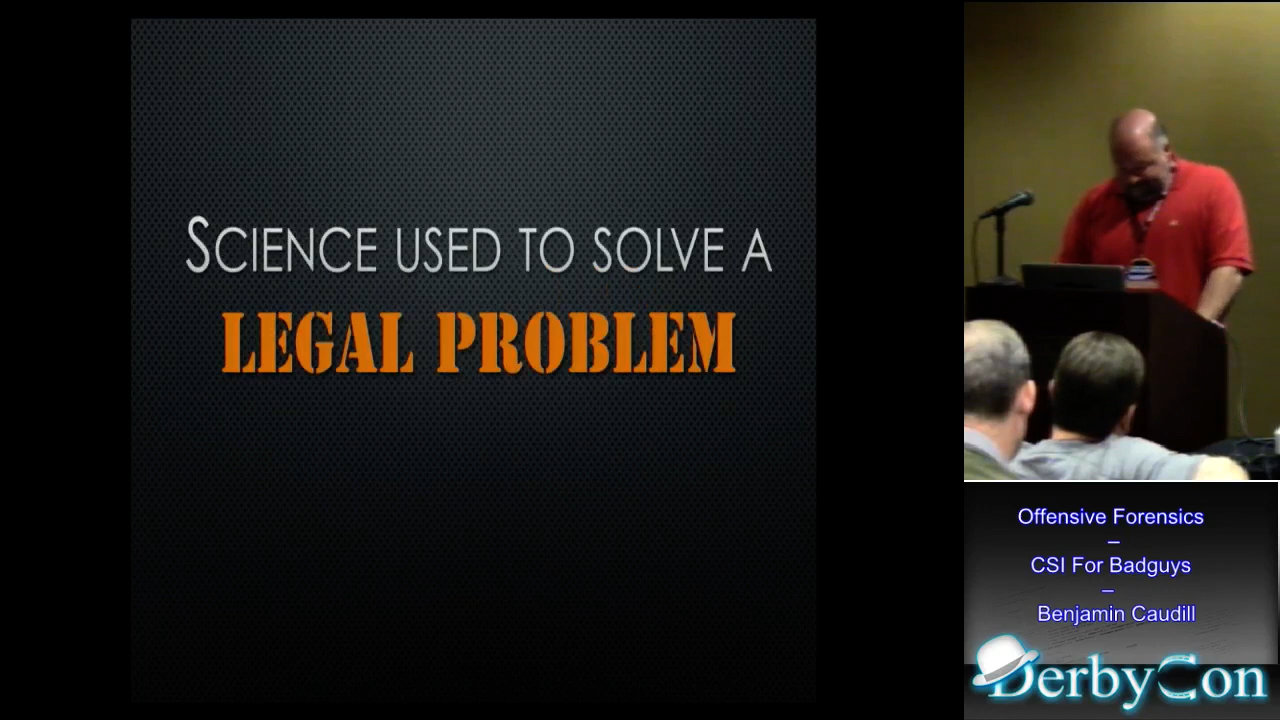 Science used to solve a
LEGAL PROBLEM
Offensive Forensics
–
CSI For Badguys
–
Benjamin Caudill
DerbyCon